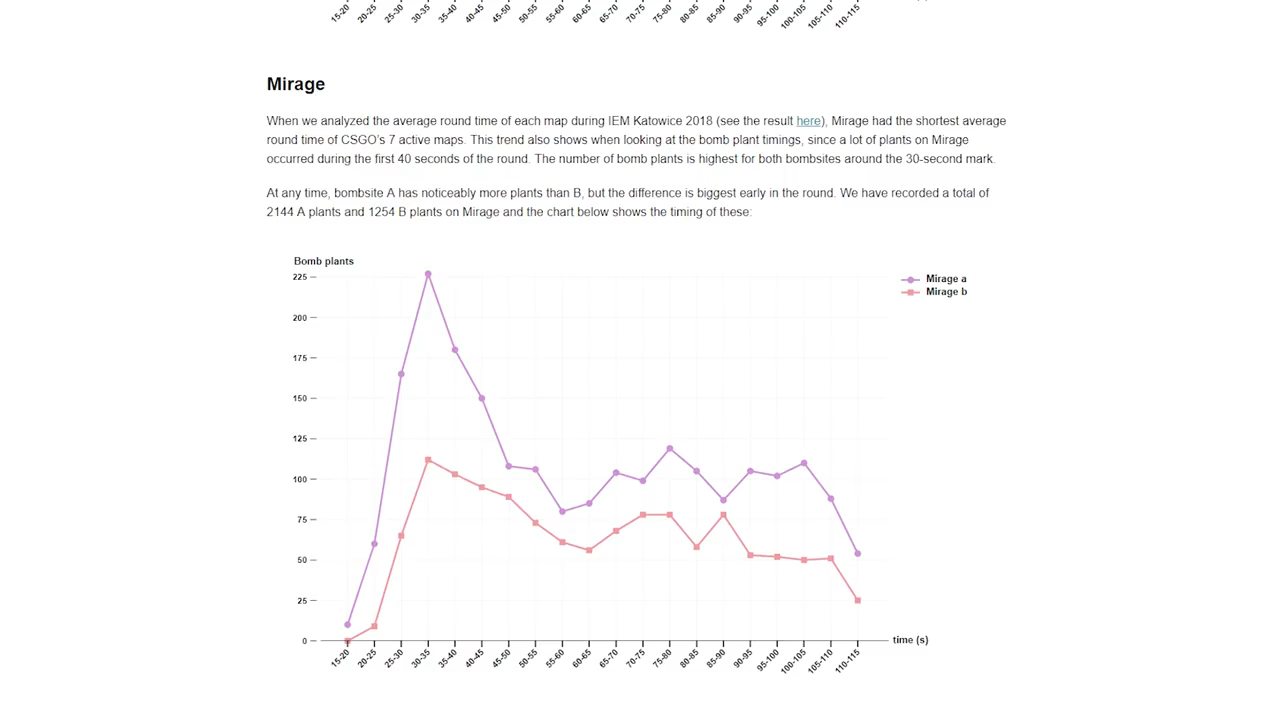 15-20 20-25 25-30 30-35 35-40 40-45 45-50 50-55 55-60 60-65 65-70 70-75 75-80 80-85 85-90 90-95 95-100 100-105 105-110 110-115
Mirage
When we analyzed the average round time of each map during IEM Katowice 2018 (see the result here), Mirage had the shortest average
round time of CSGO's 7 active maps. This trend also shows when looking at the bomb plant timings, since a lot of plants on Mirage
occurred during the first 40 seconds of the round. The number of bomb plants is highest for both bombsites around the 30-second mark.
At any time, bombsite A has noticeably more plants than B, but the difference is biggest early in the round. We have recorded a total of
2144 A plants and 1254 B plants on Mirage and the chart below shows the timing of these:
Bomb plants
225
200
175
150
125
100
75
50
25
0
Mirage a
Mirage b
time (s)
15-20 20-25 25-30 30-35 35-40 40-45 45-50 50-55 55-60 60-65 65-70 70-75 75-80 80-85 85-90 90-95 95-100 100-105 105-110 110-115